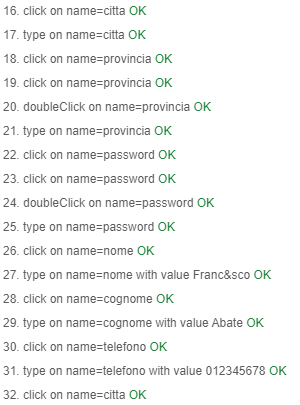 16. click on name=citta OK
17. type on name=citta OK
18. click on name=provincia OK
19. click on name=provincia OK
20. doubleClick on name=provincia OK
21. type on name=provincia OK
22. click on name=password OK
23. click on name=password OK
24. doubleClick on name=password OK
25. type on name=password OK
26. click on name=nome OK
27. type on name=nome with value Franc&sco OK
28. click on name=cognome OK
29. type on name=cognome with value Abate OK
30. click on name=telefono OK
31. type on name=telefono with value 012345678 OK
32. click on name=citta OK